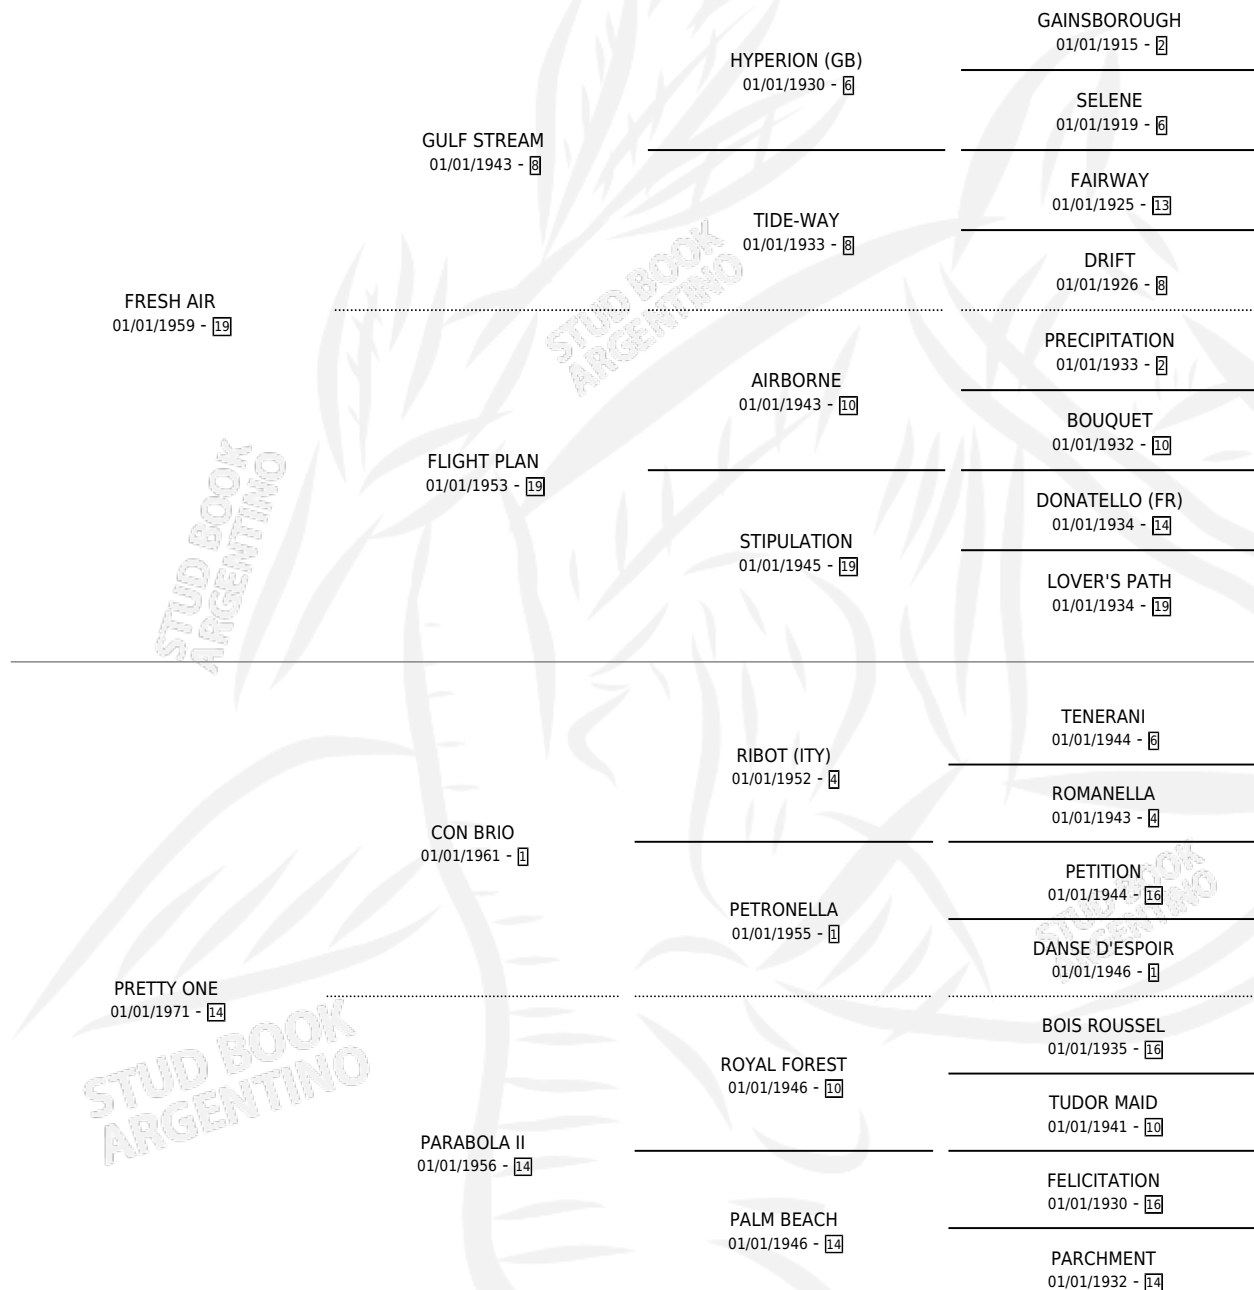 GAINSBOROUGH
01/01/1915 - 2
HYPERION (GB)
01/01/1930 - 6
SELENE
01/01/1919 - 6
GULF STREAM
01/01/1943 - 8
FAIRWAY
01/01/1925 - 13
TIDE-WAY
01/01/1933 - 8
DRIFT
01/01/1926 - 8
FRESH AIR
01/01/1959 - 19
PRECIPITATION
01/01/1933 - 2
AIRBORNE
01/01/1943 - 10
BOUQUET
01/01/1932 - 10
FLIGHT PLAN
01/01/1953 - 19
DONATELLO (FR)
01/01/1934 - 14
STIPULATION
01/01/1945 - 19
LOVER'S PATH
01/01/1934 - 19
TENERANI
01/01/1944 - 6
RIBOT (ITY)
01/01/1952 - 4
ROMANELLA
01/01/1943 - 4
CON BRIO
01/01/1961 - 1
PETITION
01/01/1944 - 16
PETRONELLA
01/01/1955 - 1
DANSE D'ESPOIR
01/01/1946 - 1
PRETTY ONE
01/01/1971 - 14
BOIS ROUSSEL
01/01/1935 - 16
ROYAL FOREST
01/01/1946 - 10
TUDOR MAID
01/01/1941 - 10
PARABOLA II
01/01/1956 - 14
FELICITATION
01/01/1930 - 16
PALM BEACH
01/01/1946 - 14
PARCHMENT
01/01/1932 - 14
STUD BOOK
ARGENTINO
STUD BOOK
ARGENTINO
STUD BOOK
ARGENTINO
STUD BOOK
ARGENTINO